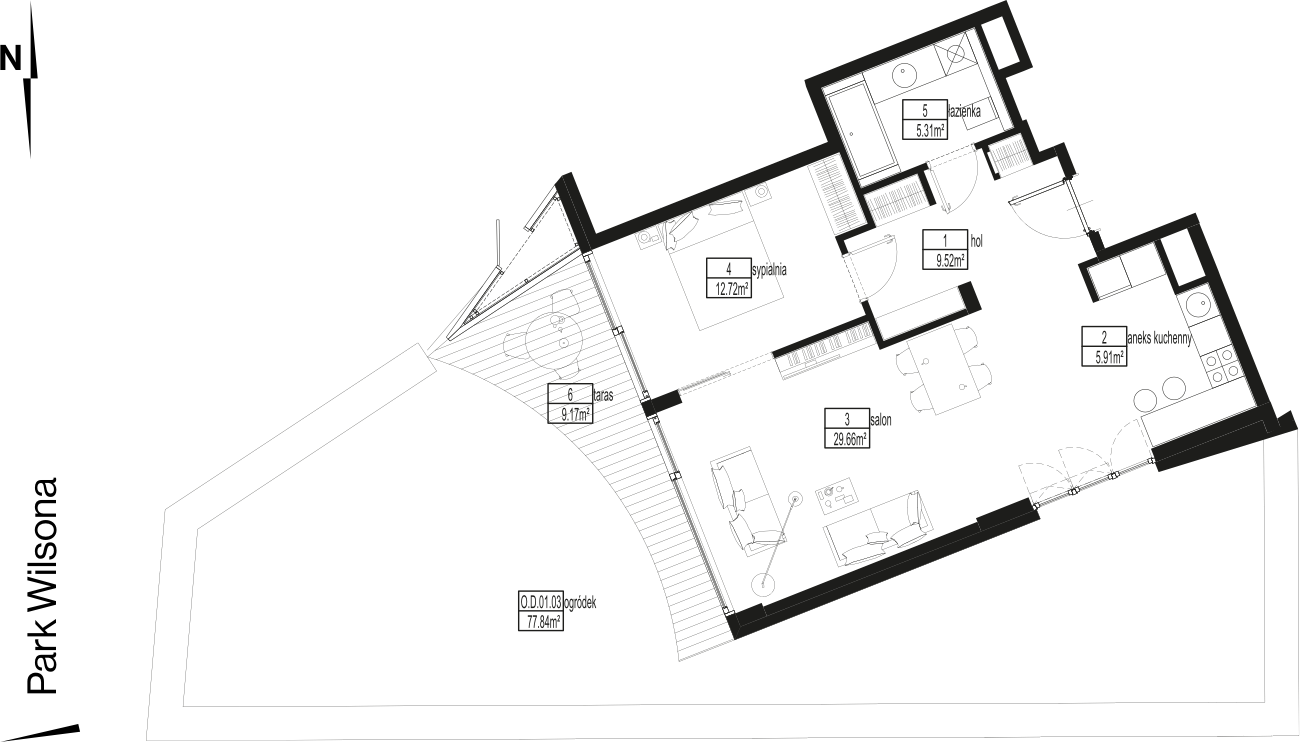 N
5 łazienka
5.31m²
1 hol
9.52m²
4 sypialnia
12.72m²
2 aneks kuchenny
5.91m²
6 taras
9.17m²
3 salon
29.66m²
O.D.01.03 ogródek
77.84m²
Park Wilsona